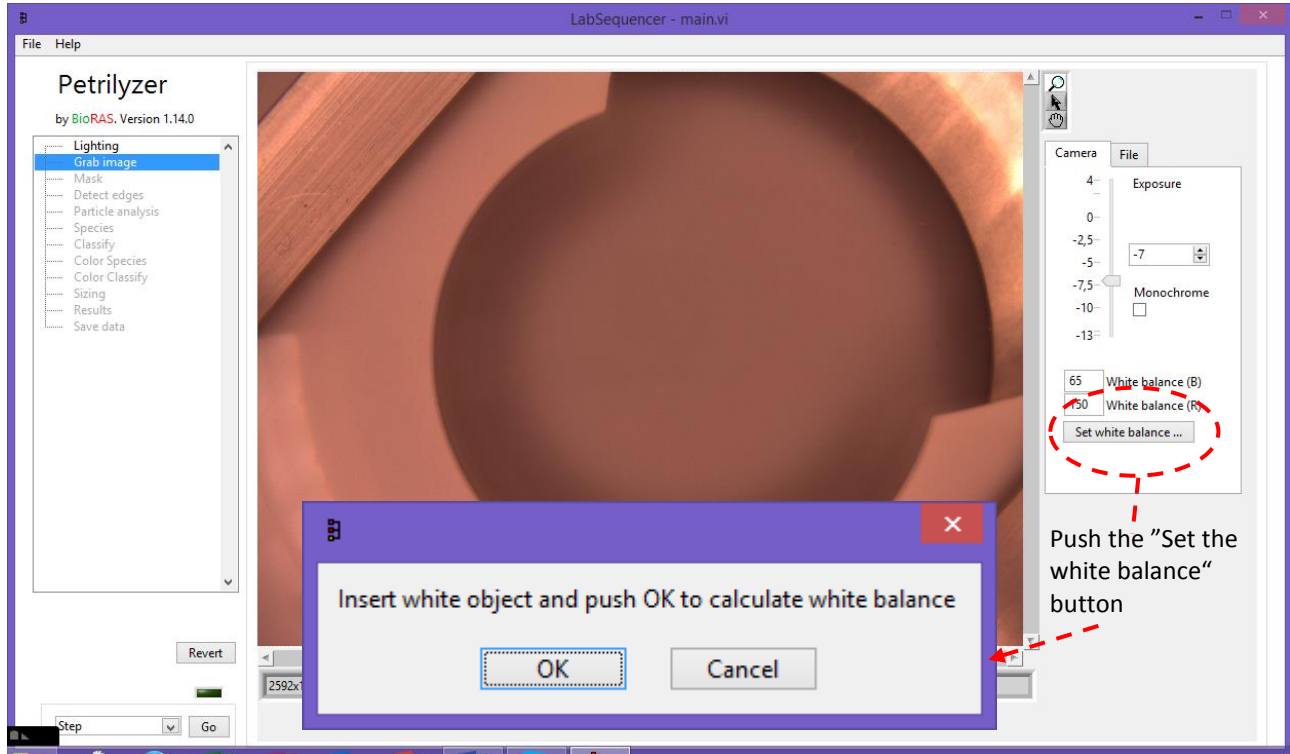 LabSequencer - main.vi
File Help
Petrilyzer
by BioRAS. Version 1.14.0
Lighting
Grab image
Mask
Detect edges
Particle analysis
Species
Classify
Color Species
Color Classify
Sizing
Results
Save data
Revert
Step
Go
Camera File
4
Exposure
0
-2,5
-5
-7
-7,5
Monochrome
-10
-13
65 White balance (B)
150 White balance (R)
Set white balance ...
Push the ”Set the
white balance“
button
Insert white object and push OK to calculate white balance
OK Cancel